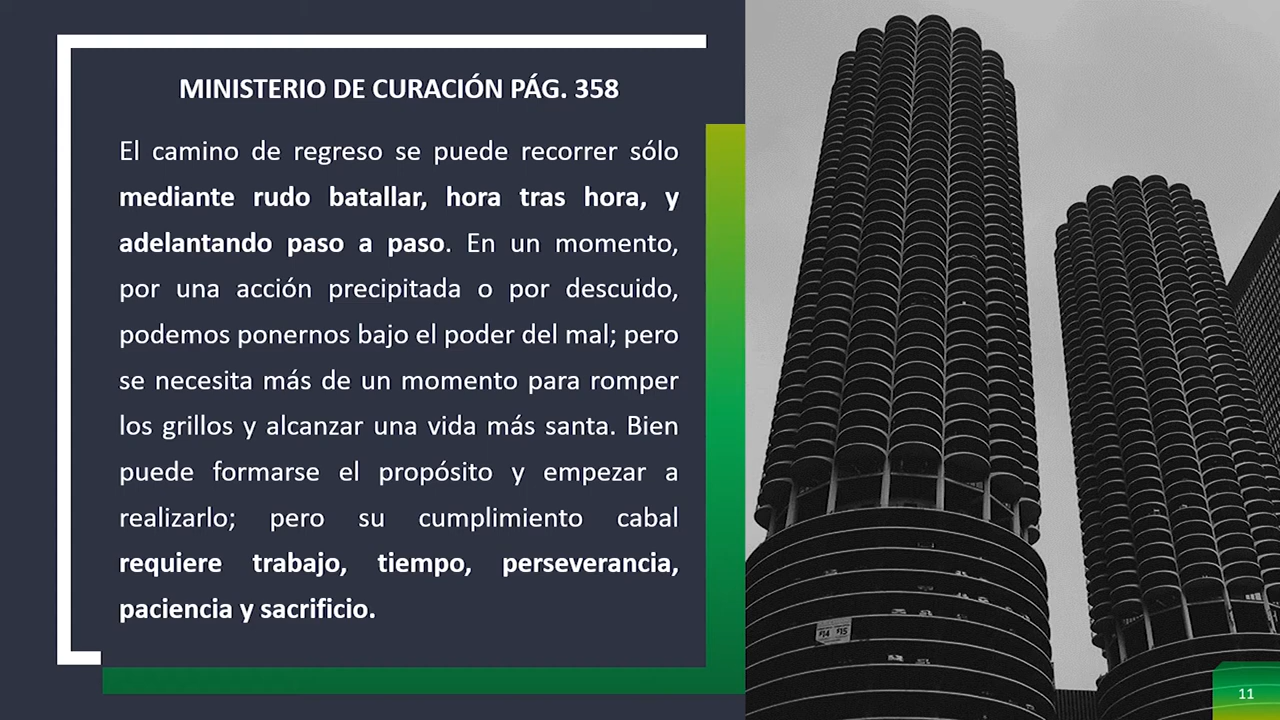 MINISTERIO DE CURACIÓN PÁG. 358
El camino de regreso se puede recorrer sólo
mediante rudo batallar, hora tras hora, y
adelantando paso a paso. En un momento,
por una acción precipitada o por descuido,
podemos ponernos bajo el poder del mal; pero
se necesita más de un momento para romper
los grillos y alcanzar una vida más santa. Bien
puede formarse el propósito y empezar a
realizarlo; pero su cumplimiento cabal
requiere trabajo, tiempo, perseverancia,
paciencia y sacrificio.
11